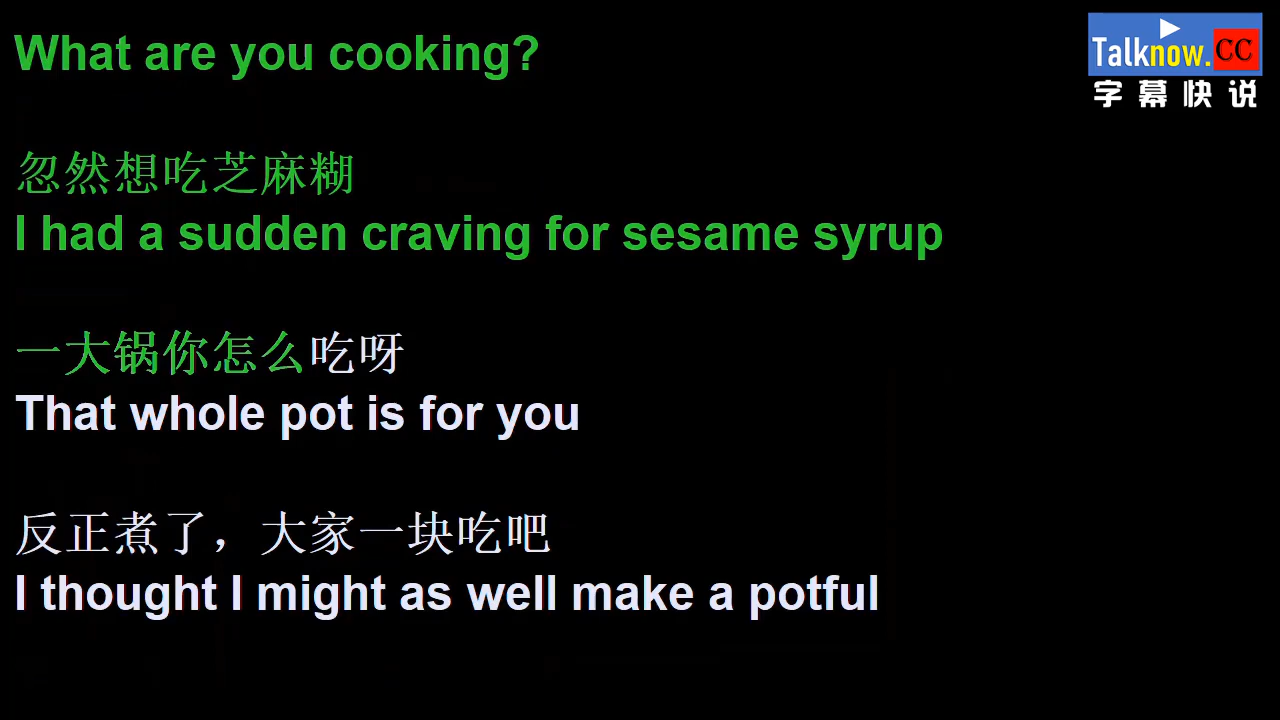 What are you cooking?
Talknow.CC
字幕快说
忽然想吃芝麻糊
I had a sudden craving for sesame syrup
一大锅你怎么吃呀
That whole pot is for you
反正煮了，大家一块吃吧
I thought I might as well make a potful